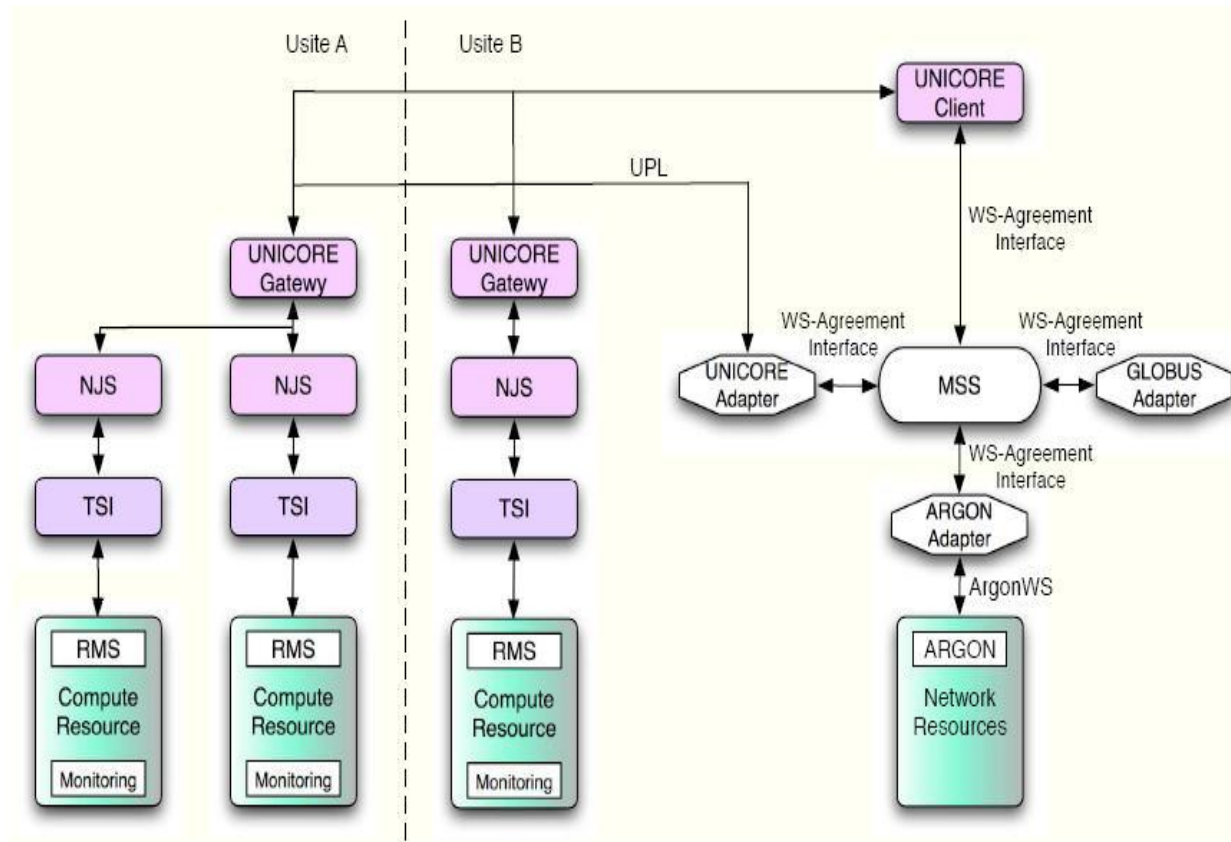 Usite A
Usite B
UNICORE
Client
UPL
WS-Agreement
Interface
UNICORE
Gatewy
UNICORE
Gatewy
WS-Agreement
Interface
WS-Agreement
Interface
NJS
NJS
NJS
UNICORE
Adapter
MSS
GLOBUS
Adapter
WS-Agreement
Interface
TSI
TSI
TSI
ARGON
Adapter
ArgonWS
RMS
Compute
Resource
Monitoring
RMS
Compute
Resource
Monitoring
RMS
Compute
Resource
Monitoring
ARGON
Network
Resources